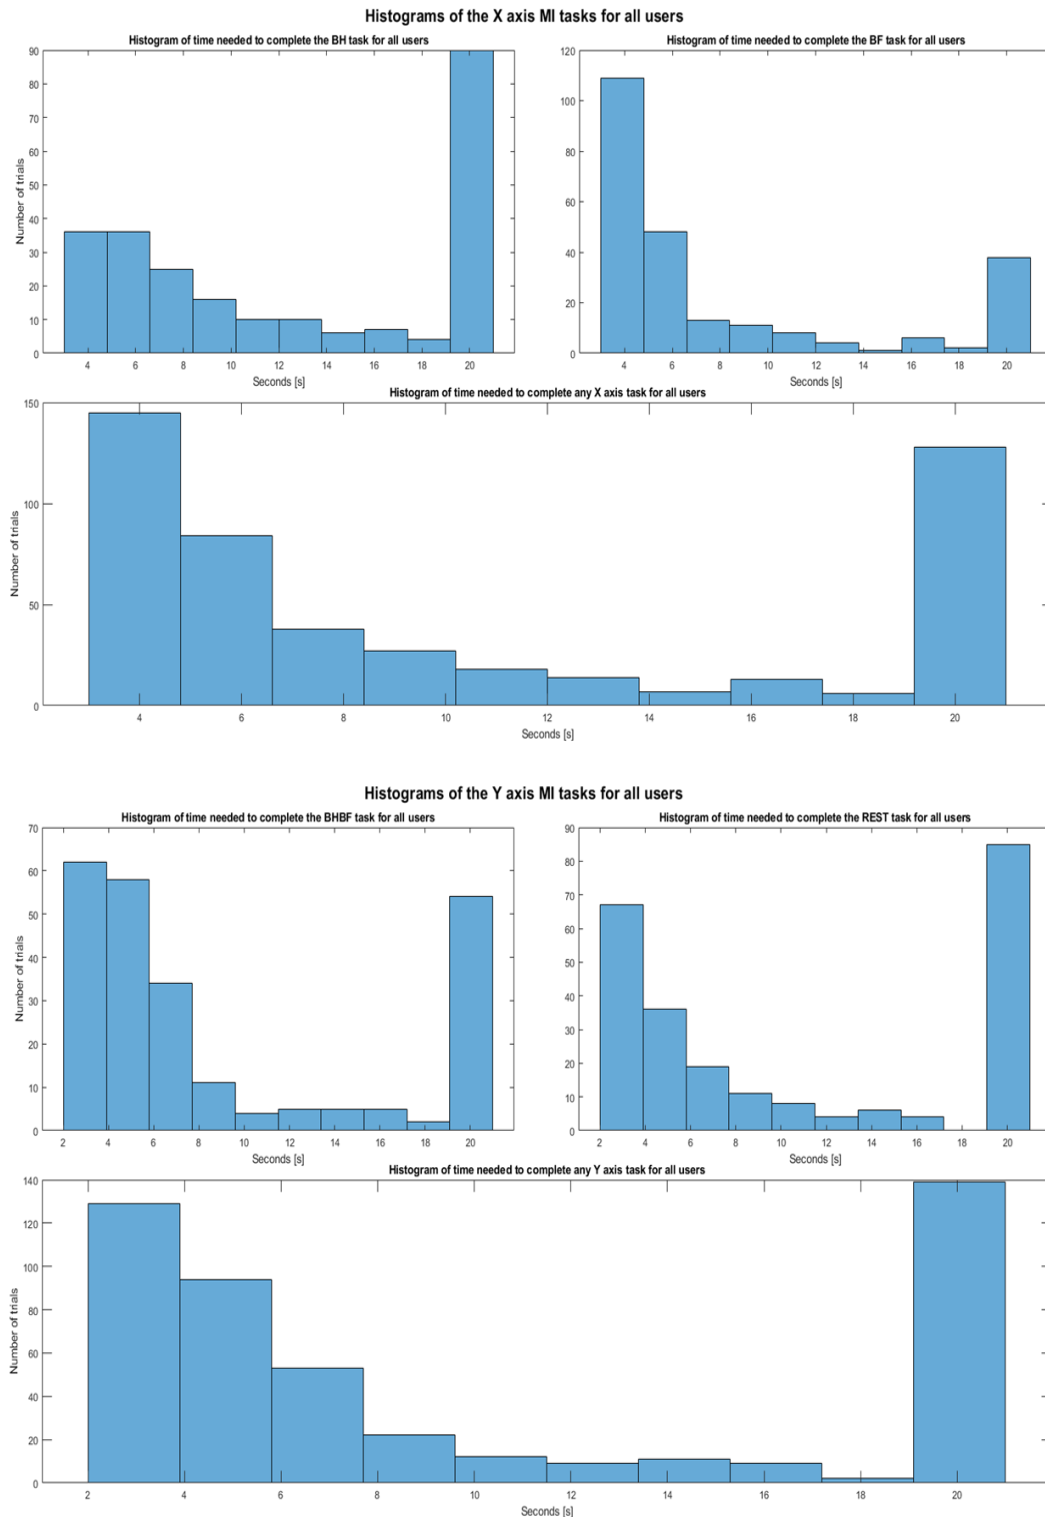 Histograms of the X axis MI tasks for all users
Histogram of time needed to complete the BH task for all users
Number of trials
90
80
70
60
50
40
30
20
10
0
4 6 8 10 12 14 16 18 20
Seconds [s]
Histogram of time needed to complete the BF task for all users
120
100
80
60
40
20
0
4 6 8 10 12 14 16 18 20
Seconds [s]
Histogram of time needed to complete any X axis task for all users
Number of trials
150
100
50
0
4 6 8 10 12 14 16 18 20
Seconds [s]
Histograms of the Y axis MI tasks for all users
Histogram of time needed to complete the BHBF task for all users
Number of trials
70
60
50
40
30
20
10
0
2 4 6 8 10 12 14 16 18 20
Seconds [s]
Histogram of time needed to complete the REST task for all users
90
80
70
60
50
40
30
20
10
0
2 4 6 8 10 12 14 16 18 20
Seconds [s]
Histogram of time needed to complete any Y axis task for all users
Number of trials
140
120
100
80
60
40
20
0
2 4 6 8 10 12 14 16 18 20
Seconds [s]